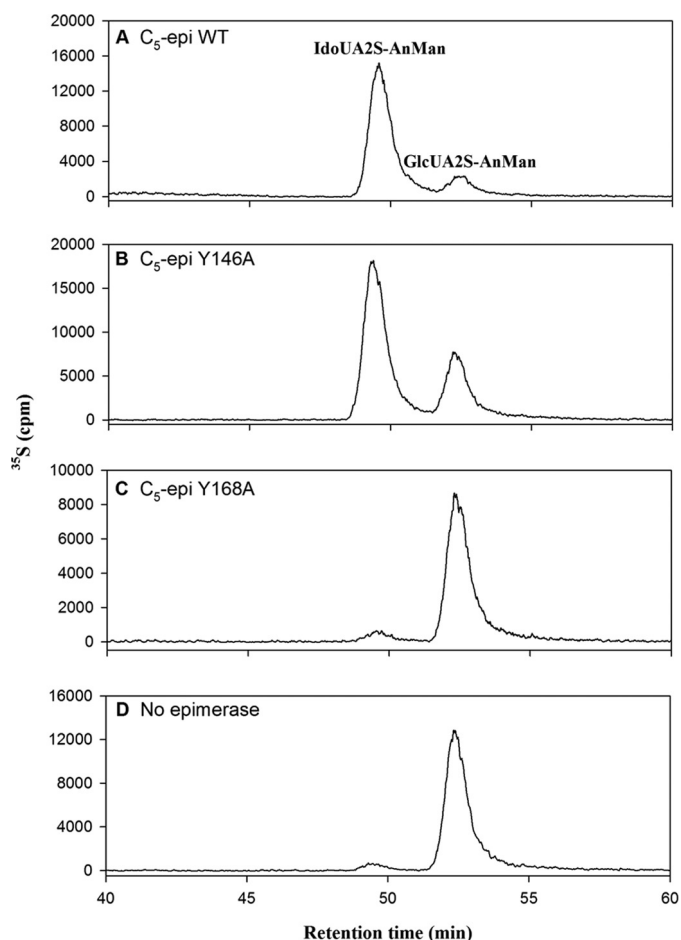 A C₅-epi WT
IdoUA2S-AnMan
GlcUA2S-AnMan
20000
16000
12000
8000
4000
0
B C₅-epi Y146A
20000
15000
10000
5000
0
C C₅-epi Y168A
10000
8000
6000
4000
2000
0
D No epimerase
16000
12000
8000
4000
0
40 45 50 55 60
³⁵S (cpm)
Retention time (min)